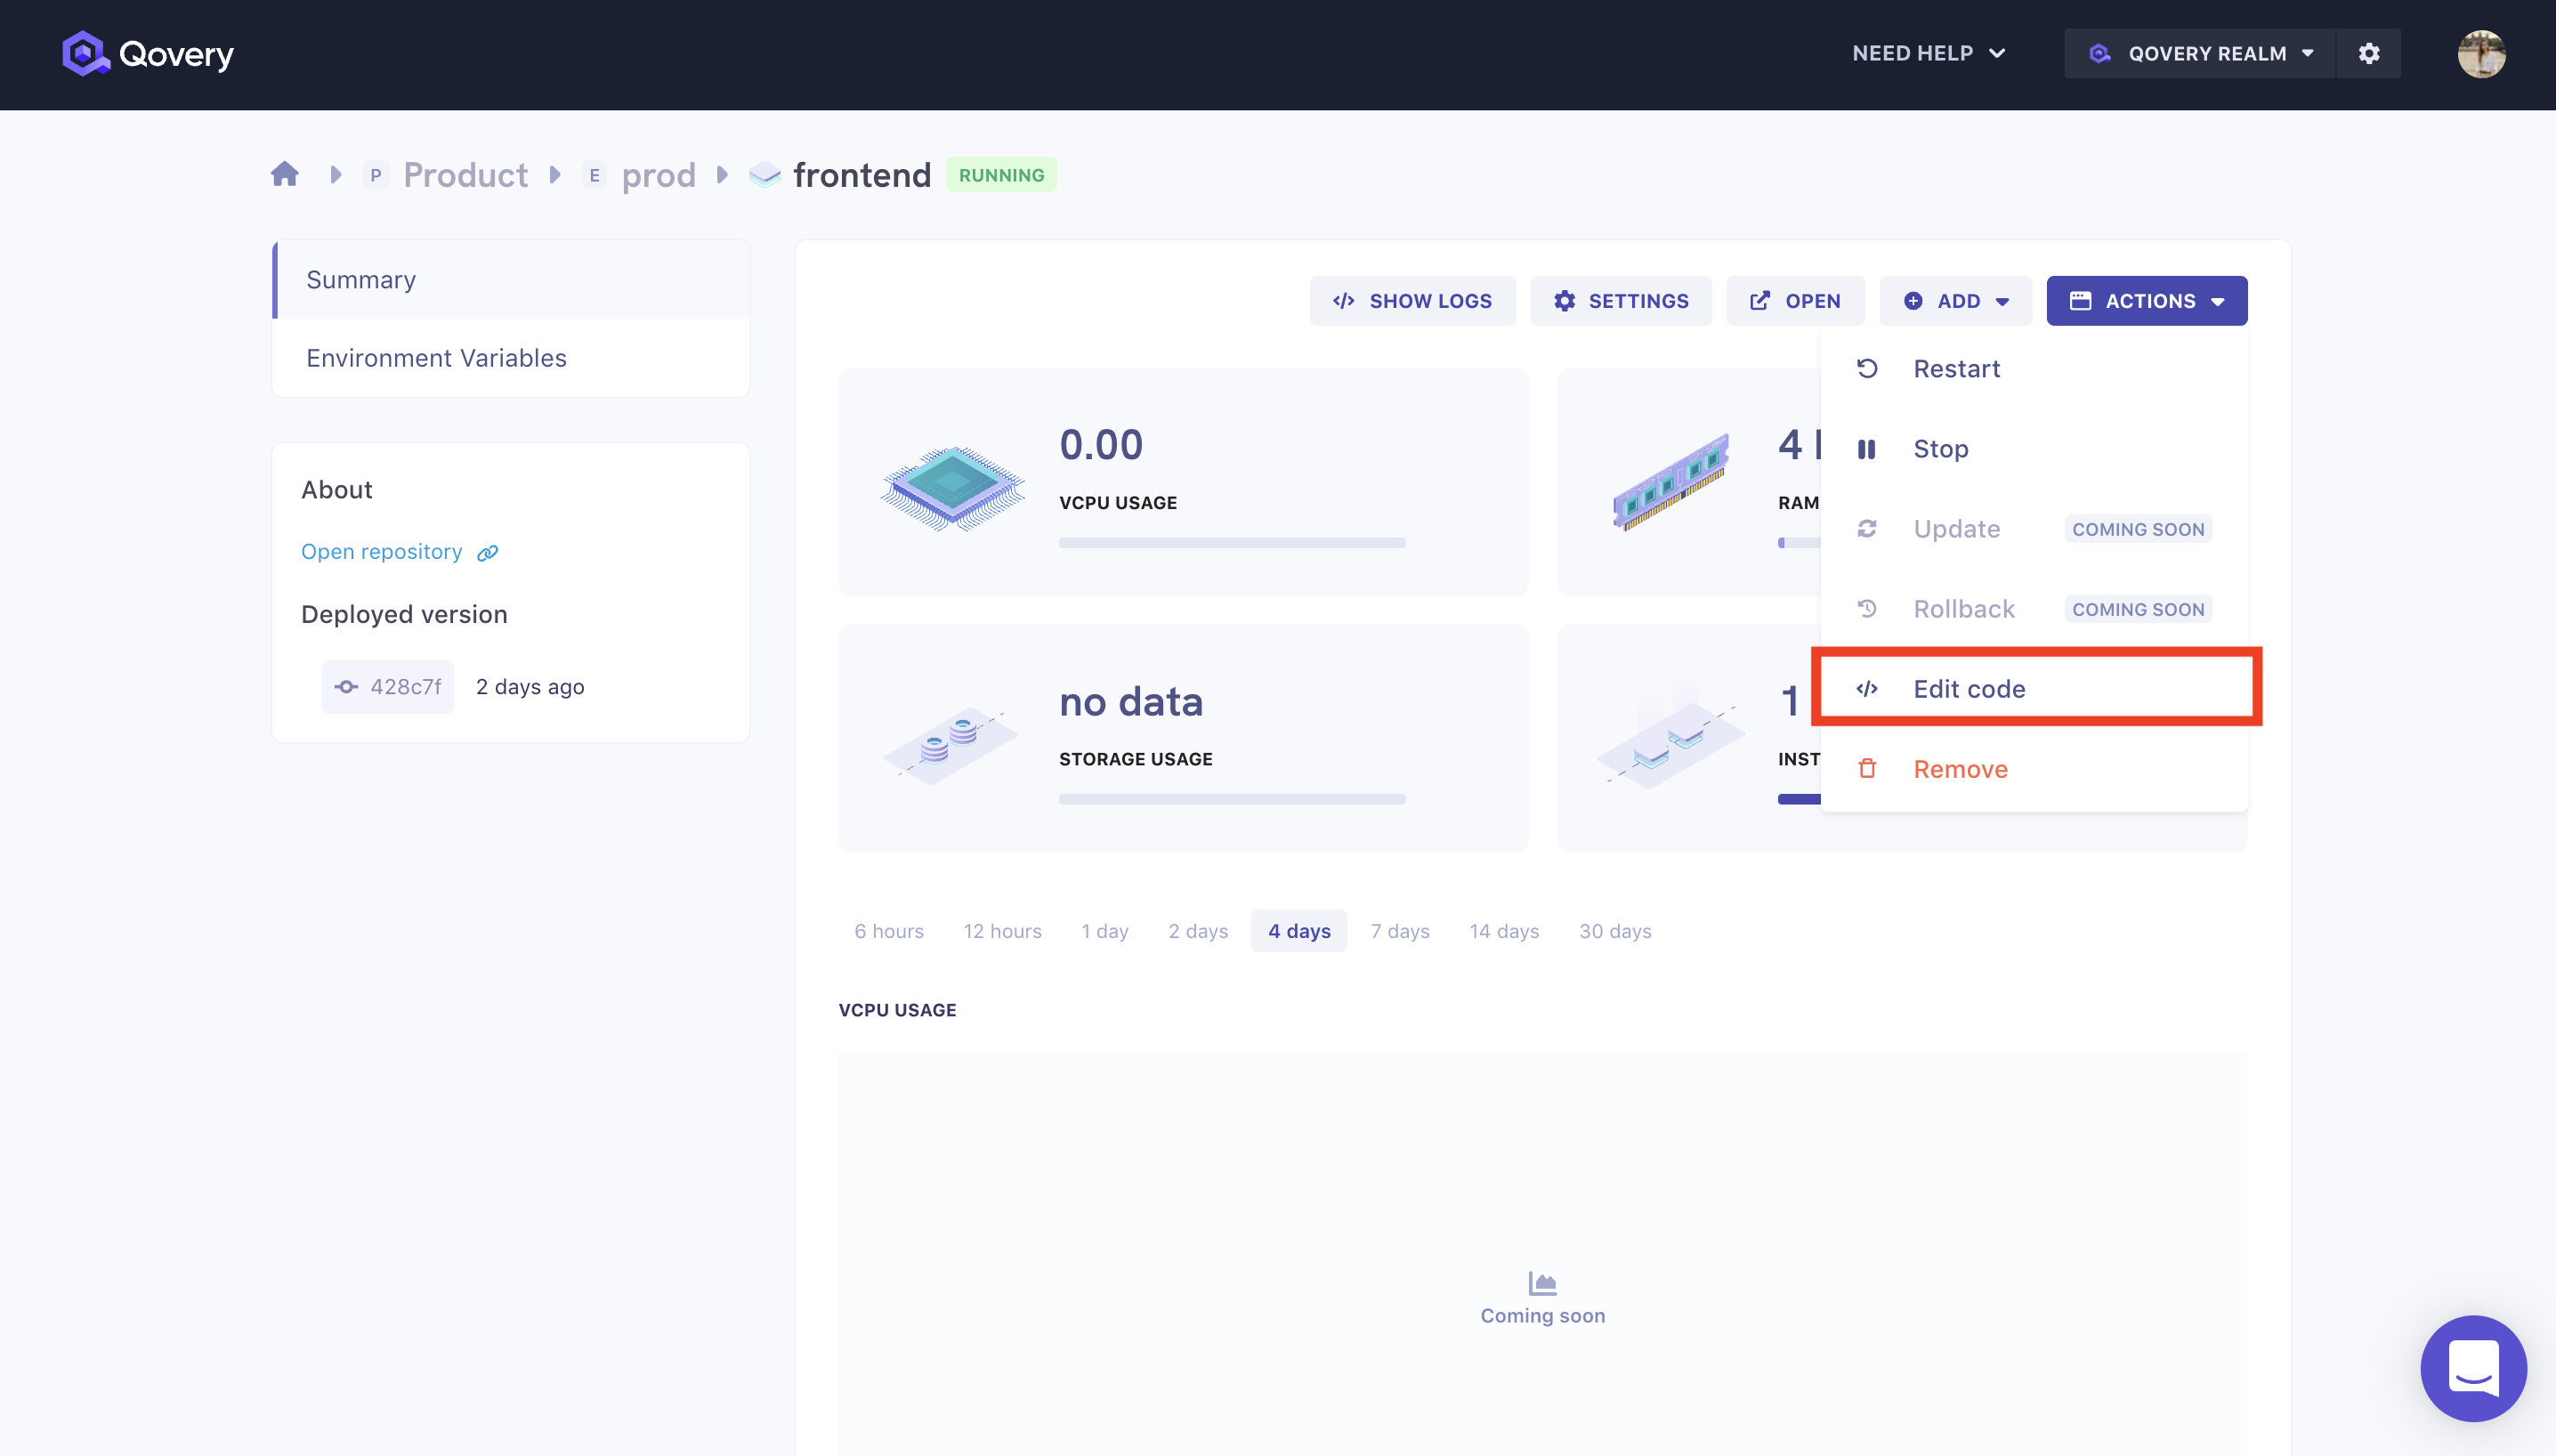 Qovery
NEED HELP
QOVERY REALM
P Product E prod frontend RUNNING
Summary
Environment Variables
About
Open repository
Deployed version
428c7f 2 days ago
SHOW LOGS SETTINGS OPEN ADD ACTIONS
0.00
VCPU USAGE
4
RAM
no data
STORAGE USAGE
1
INST
Restart
Stop
Update COMING SOON
Rollback COMING SOON
Edit code
Remove
6 hours 12 hours 1 day 2 days 4 days 7 days 14 days 30 days
VCPU USAGE
Coming soon